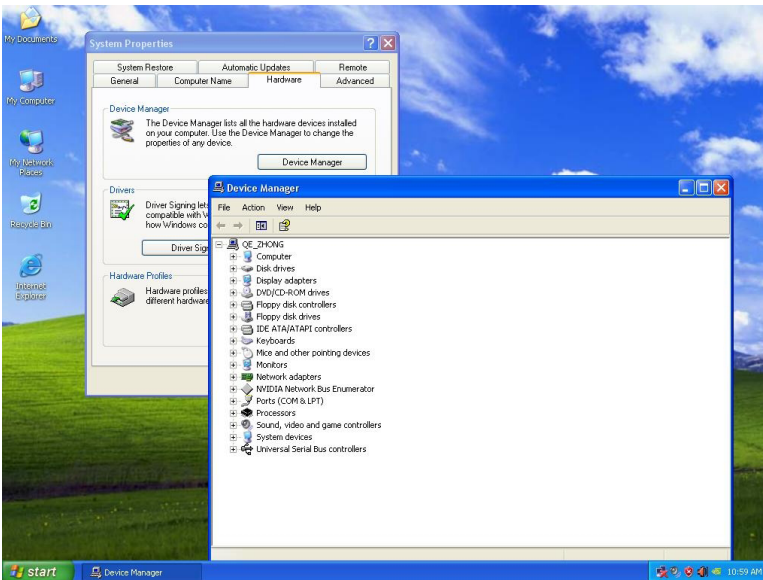 My Documents
My Computer
My Network
Places
Recycle Bin
Internet
Explorer
System Properties
System Restore
Automatic Updates
Remote
General
Computer Name
Hardware
Advanced
Device Manager
The Device Manager lists all the hardware devices installed
on your computer. Use the Device Manager to change the
properties of any device.
Device Manager
Drivers
Driver Signing lets
compatible with
how Windows co
Driver Sig
Hardware Profiles
Hardware profiles
different hardware
Device Manager
File Action View Help
QE_ZHONG
Computer
Disk drives
Display adapters
DVD/CD-ROM drives
Floppy disk controllers
Floppy disk drives
IDE ATA/ATAPI controllers
Keyboards
Mice and other pointing devices
Monitors
Network adapters
NVIDIA Network Bus Enumerator
Ports (COM & LPT)
Processors
Sound, video and game controllers
System devices
Universal Serial Bus controllers
start
Device Manager
10:59 AM